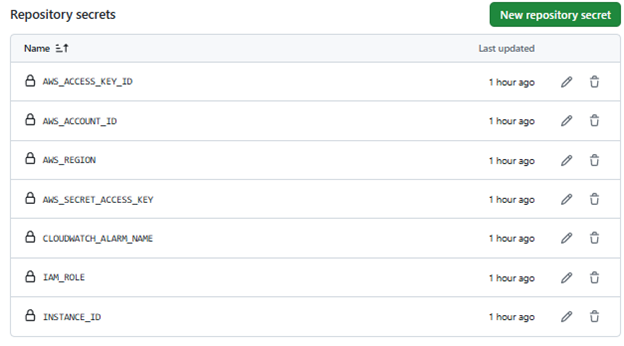 Repository secrets New repository secret
Name Last updated
AWS_ACCESS_KEY_ID 1 hour ago
AWS_ACCOUNT_ID 1 hour ago
AWS_REGION 1 hour ago
AWS_SECRET_ACCESS_KEY 1 hour ago
CLOUDWATCH_ALARM_NAME 1 hour ago
IAM_ROLE 1 hour ago
INSTANCE_ID 1 hour ago